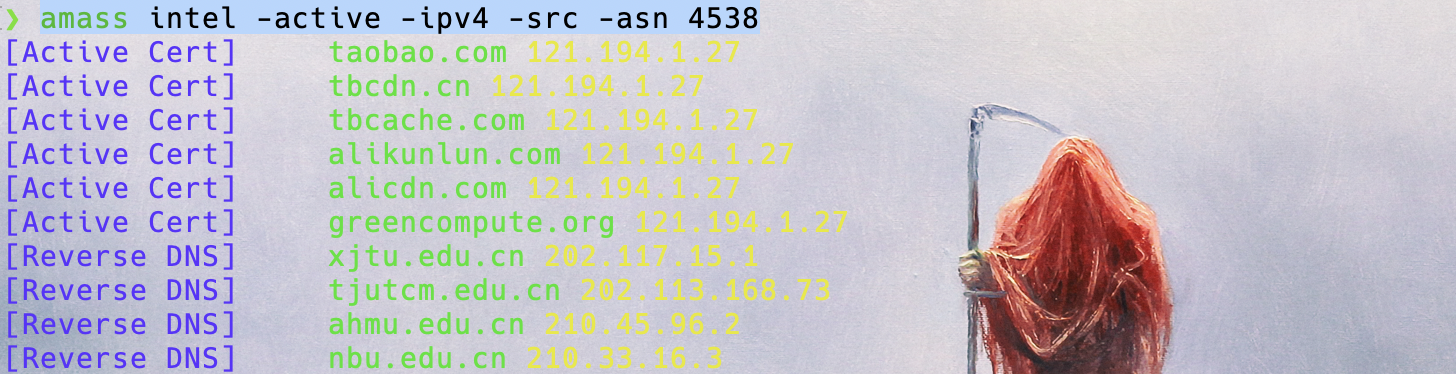 ❯ amass intel -active -ipv4 -src -asn 4538
[Active Cert] taobao.com 121.194.1.27
[Active Cert] tbcdn.cn 121.194.1.27
[Active Cert] tbcache.com 121.194.1.27
[Active Cert] alikunlun.com 121.194.1.27
[Active Cert] alicdn.com 121.194.1.27
[Active Cert] greencompute.org 121.194.1.27
[Reverse DNS] xjtu.edu.cn 202.117.15.1
[Reverse DNS] tjutcm.edu.cn 202.113.168.73
[Reverse DNS] ahmu.edu.cn 210.45.96.2
[Reverse DNS] nbu.edu.cn 210.33.16.3